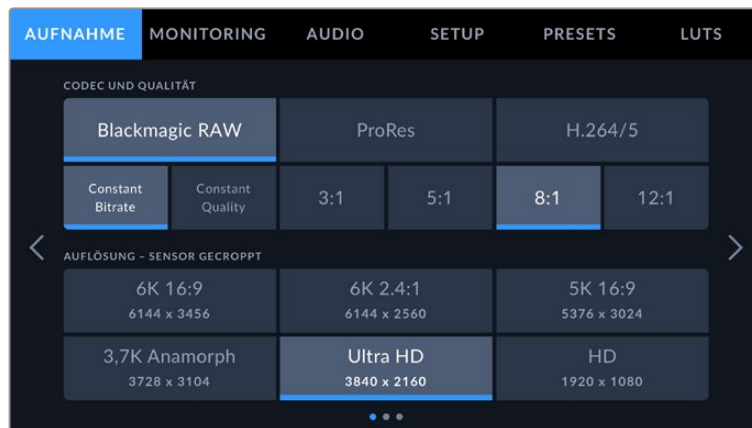 AUFNAHME MONITORING AUDIO SETUP PRESETS LUTS
CODEC UND QUALITÄT
Blackmagic RAW ProRes H.264/5
Constant Bitrate Constant Quality 3:1 5:1 8:1 12:1
AUFLÖSUNG – SENSOR GECROPPT
6K 16:9 6K 2.4:1 5K 16:9
6144 x 3456 6144 x 2560 5376 x 3024
3,7K Anamorph Ultra HD HD
3728 x 3104 3840 x 2160 1920 x 1080